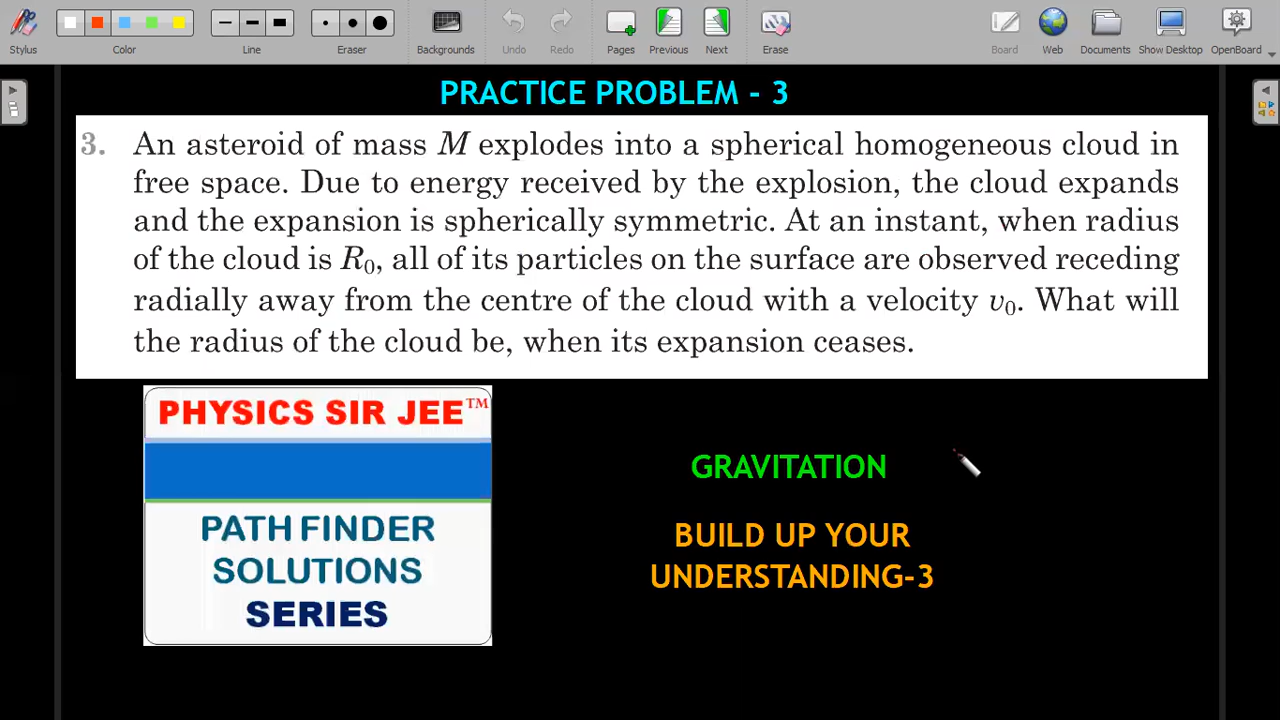 Stylus
Color
Line
Eraser
Backgrounds
Undo
Redo
Pages
Previous
Next
Erase
Board
Web
Documents
Show Desktop
OpenBoard
PRACTICE PROBLEM - 3
3. An asteroid of mass M explodes into a spherical homogeneous cloud in
free space. Due to energy received by the explosion, the cloud expands
and the expansion is spherically symmetric. At an instant, when radius
of the cloud is R₀, all of its particles on the surface are observed receding
radially away from the centre of the cloud with a velocity v₀. What will
the radius of the cloud be, when its expansion ceases.
PHYSICS SIR JEE™
PATH FINDER
SOLUTIONS
SERIES
GRAVITATION
BUILD UP YOUR
UNDERSTANDING-3